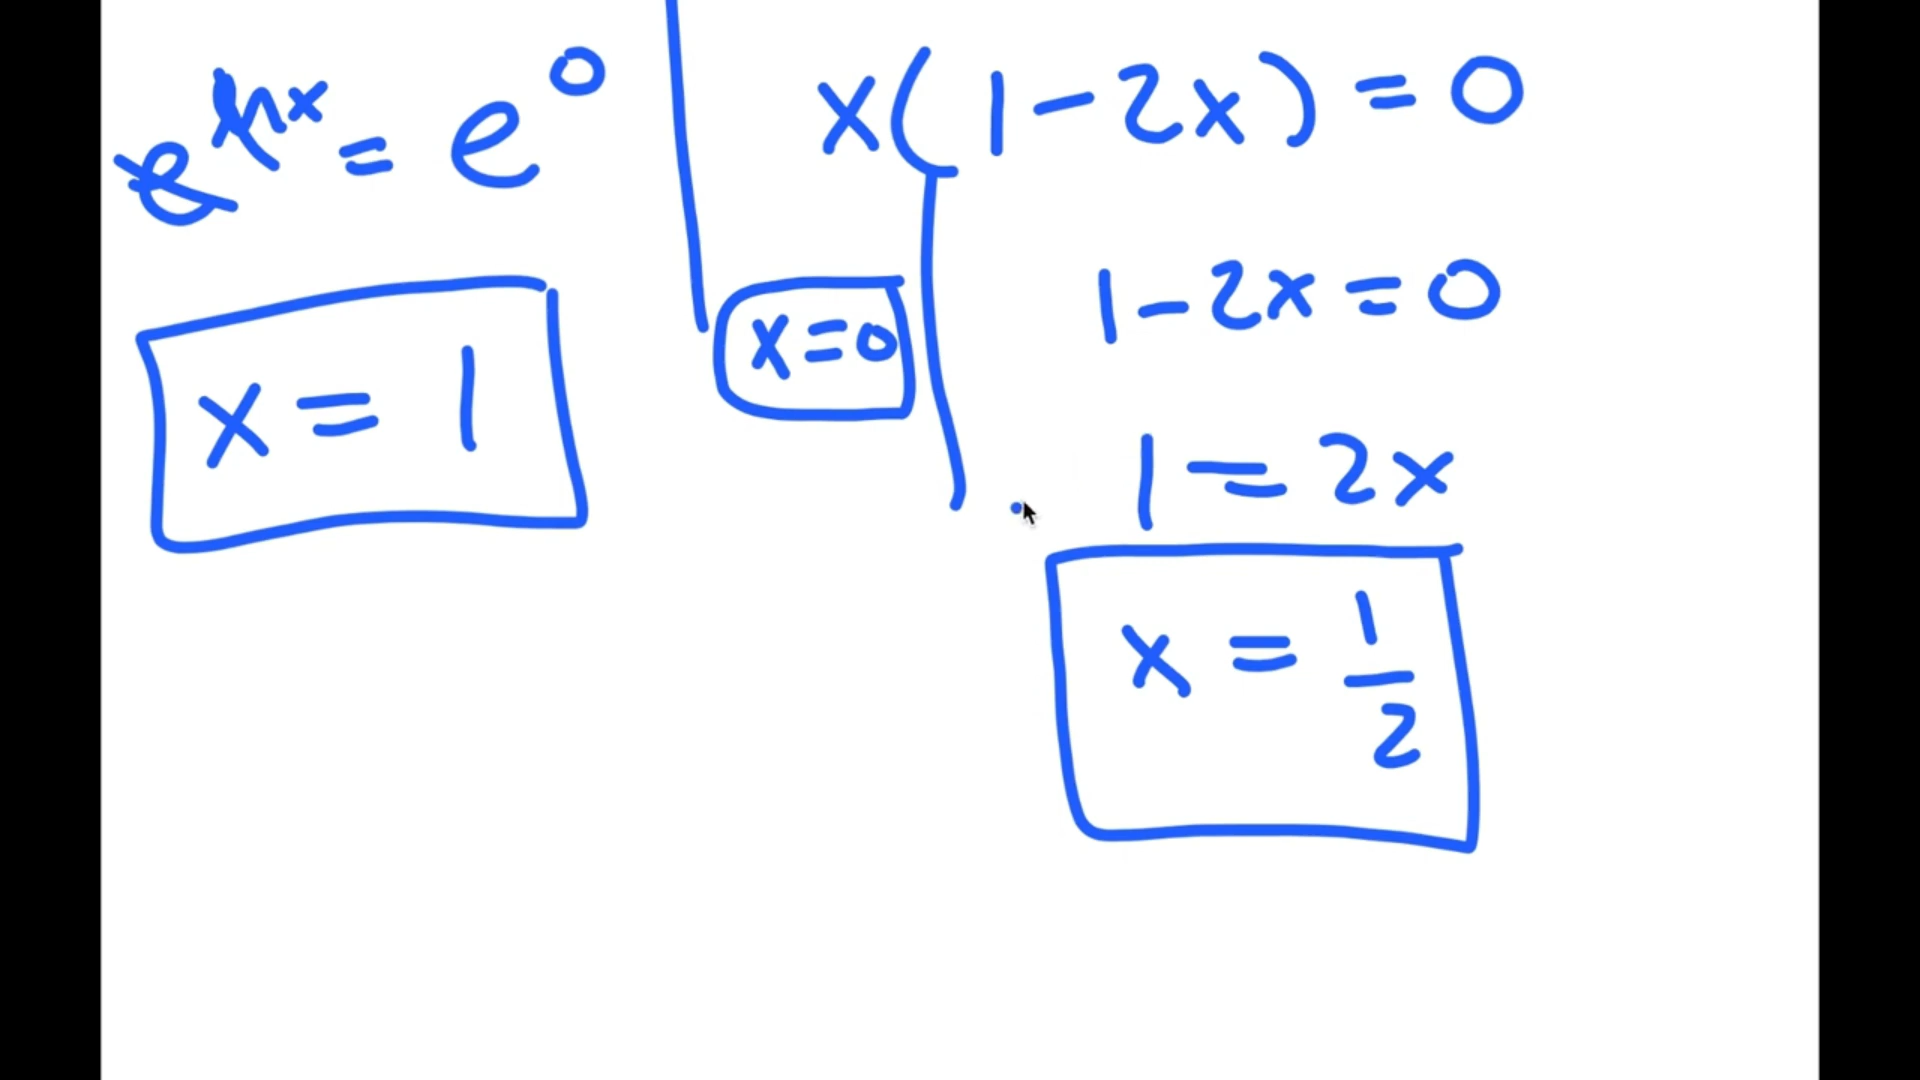 e^{ln x} = e^0
x = 1
x(1-2x) = 0
x=0
1-2x=0
1=2x
x = 1/2